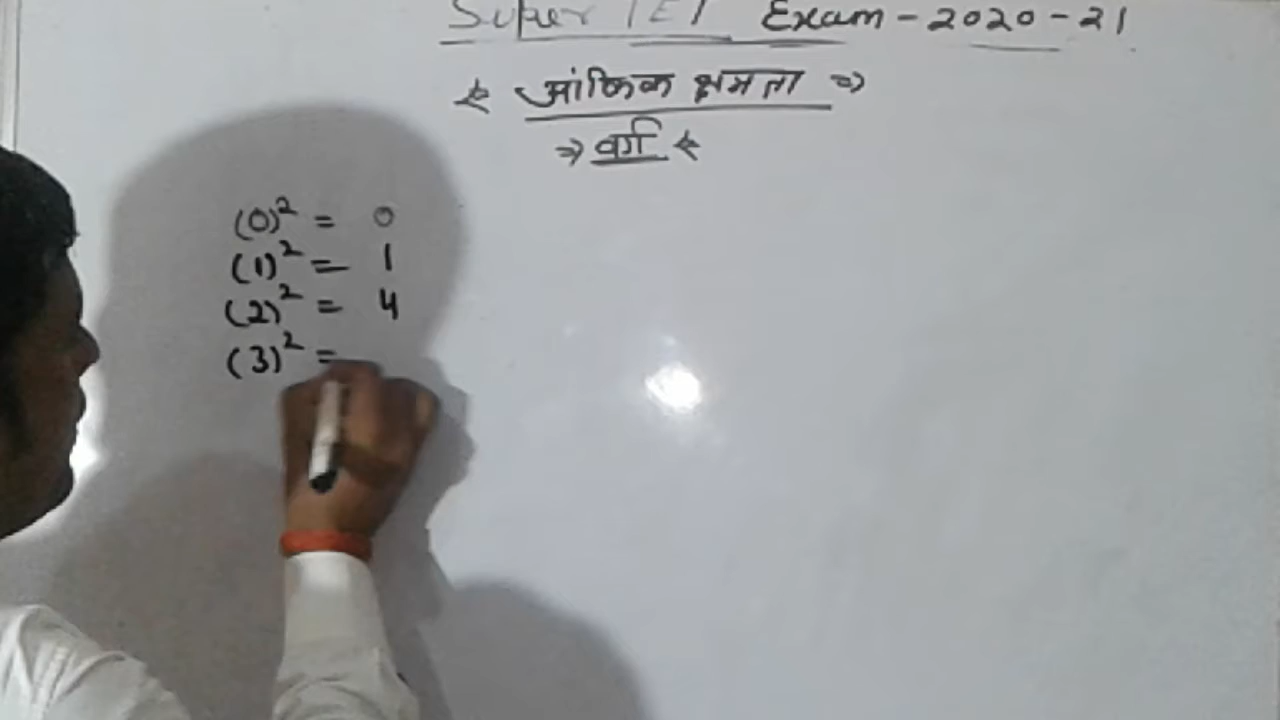 Super TET Exam - 2020-21
आंकिक क्षमता
वर्ग
(0)² = 0
(1)² = 1
(2)² = 4
(3)² =